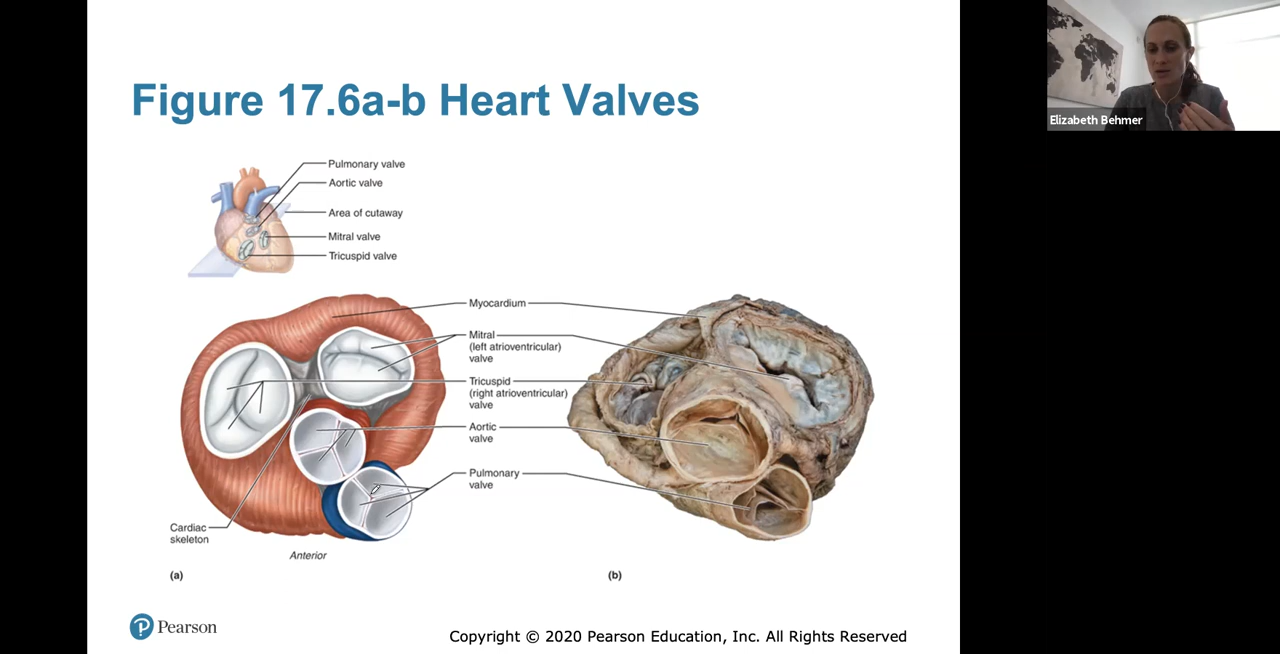 Figure 17.6a-b Heart Valves
Elizabeth Behmer
Pulmonary valve
Aortic valve
Area of cutaway
Mitral valve
Tricuspid valve
Myocardium
Mitral
(left atrioventricular)
valve
Tricuspid
(right atrioventricular)
valve
Aortic
valve
Pulmonary
valve
Cardiac
skeleton
Anterior
(a)
(b)
Pearson
Copyright © 2020 Pearson Education, Inc. All Rights Reserved